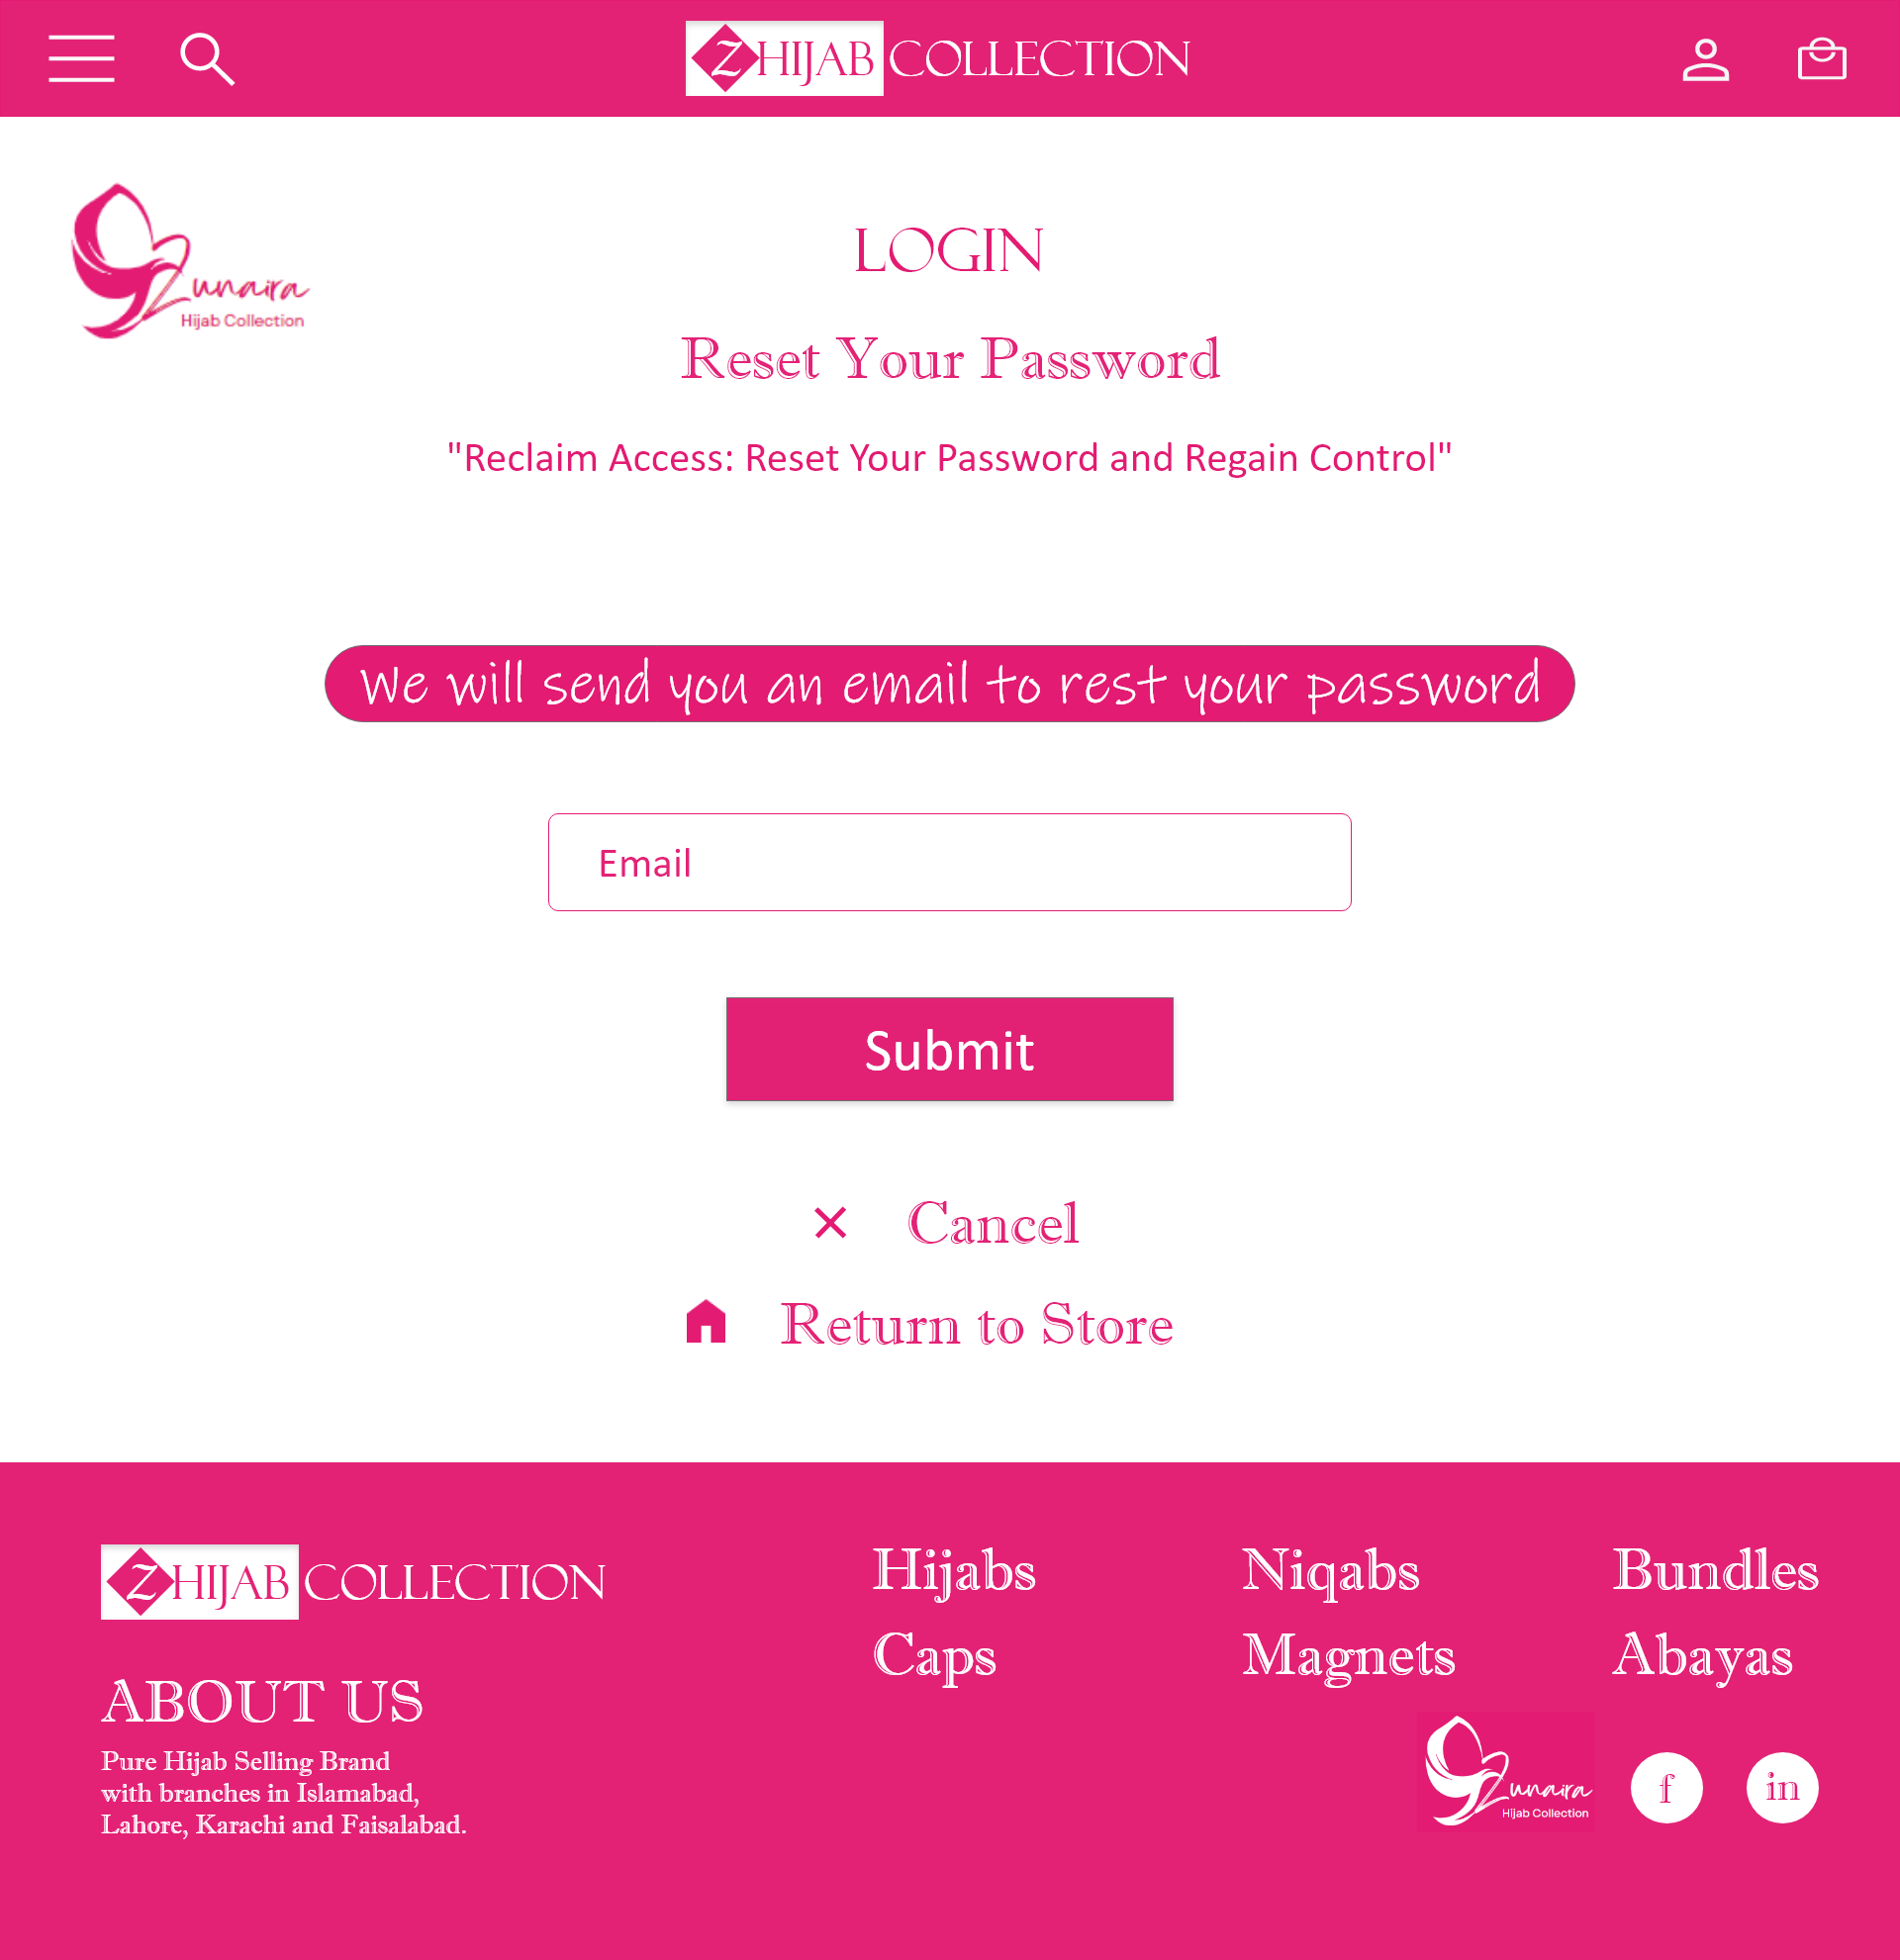 Z HIJAB COLLECTION
Zunaira
Hijab Collection
LOGIN
Reset Your Password
"Reclaim Access: Reset Your Password and Regain Control"
We will send you an email to rest your password
Email
Submit
Cancel
Return to Store
Z HIJAB COLLECTION
Hijabs Niqabs Bundles
Caps Magnets Abayas
ABOUT US
Pure Hijab Selling Brand
with branches in Islamabad,
Lahore, Karachi and Faisalabad.
Zunaira
Hijab Collection
f in